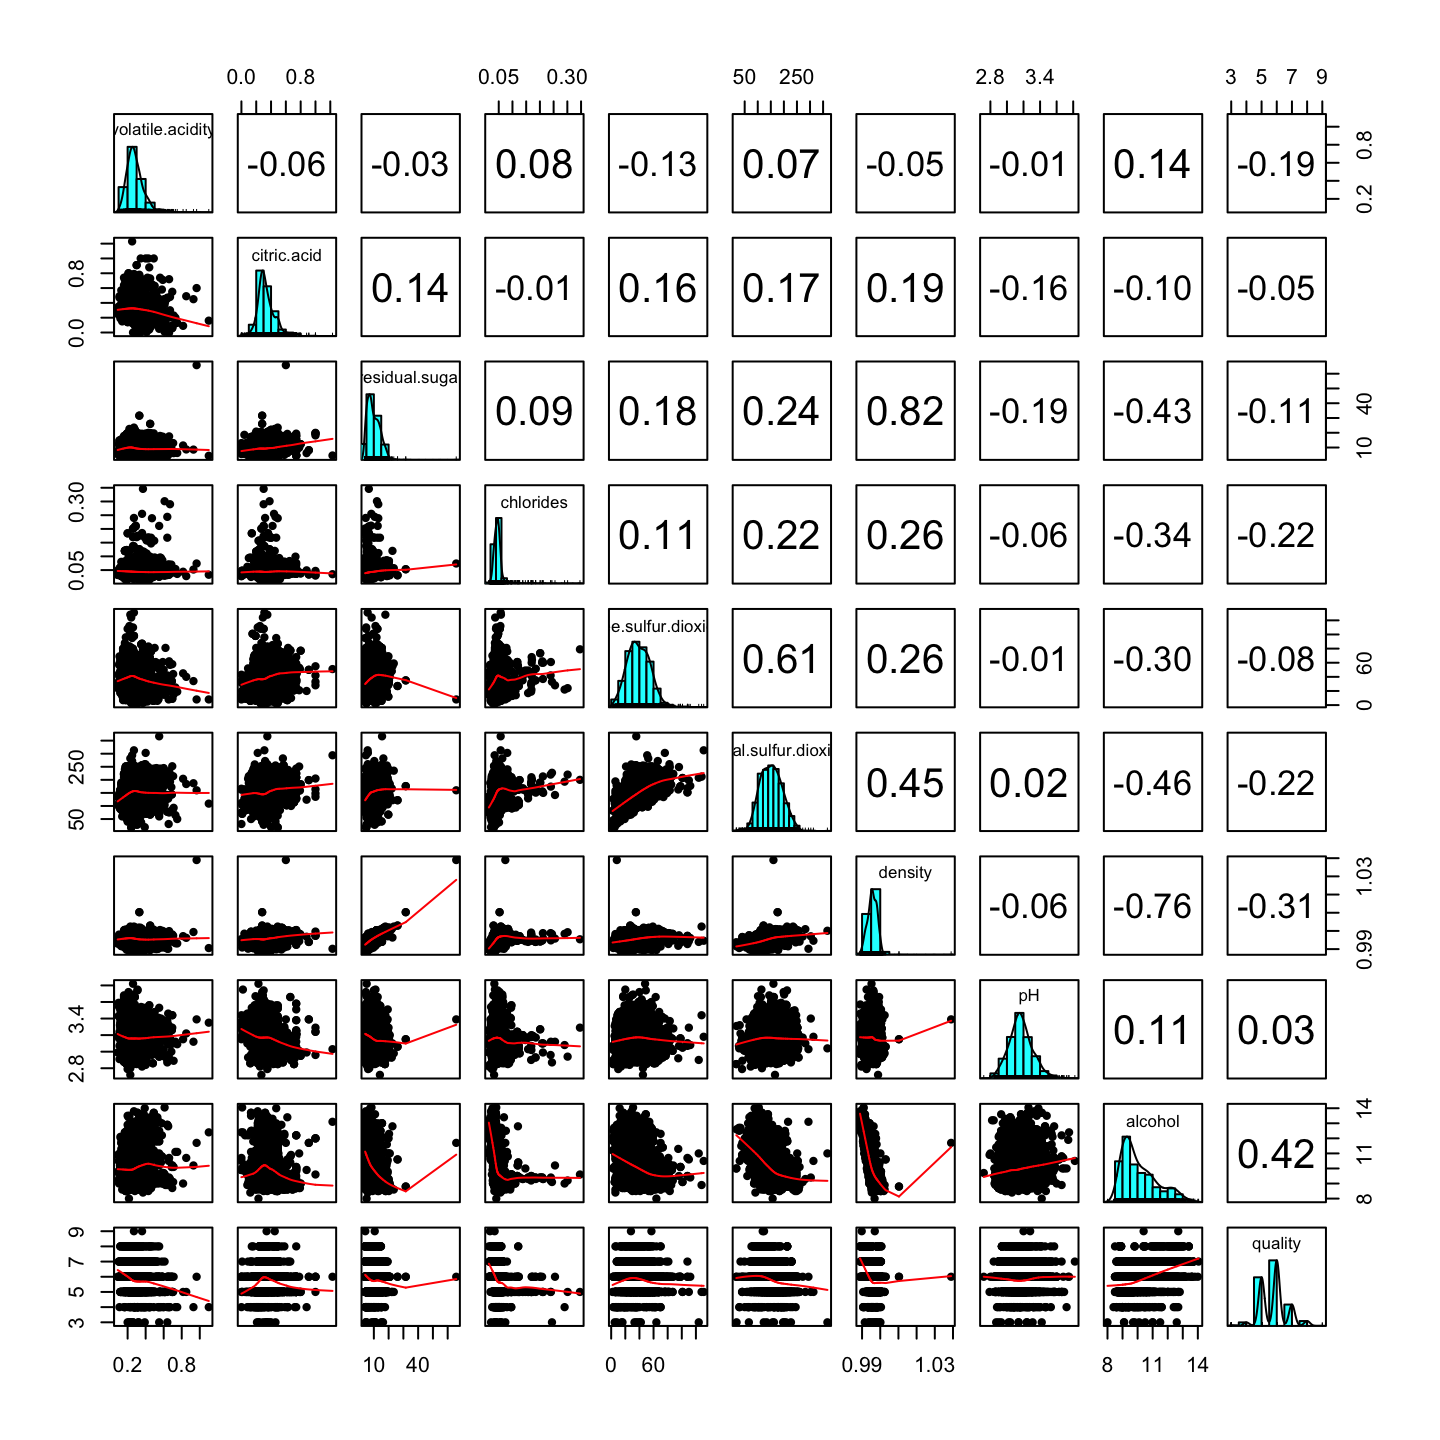 0.0 0.8 0.05 0.30 50 250 2.8 3.4 3 5 7 9
volatile.acidity -0.06 -0.03 0.08 -0.13 0.07 -0.05 -0.01 0.14 -0.19 0.2 0.8
0.0 0.8 citric.acid 0.14 -0.01 0.16 0.17 0.19 -0.16 -0.10 -0.05
esidual.suga 0.09 0.18 0.24 0.82 -0.19 -0.43 -0.11 10 40
0.05 0.30 chlorides 0.11 0.22 0.26 -0.06 -0.34 -0.22
e.sulfur.dioxi 0.61 0.26 -0.01 -0.30 -0.08 0 60
50 250 al.sulfur.dioxi 0.45 0.02 -0.46 -0.22
density -0.06 -0.76 -0.31 0.99 1.03
2.8 3.4 pH 0.11 0.03
alcohol 0.42 8 11 14
3 5 7 9 quality
0.2 0.8 10 40 0 60 0.99 1.03 8 11 14